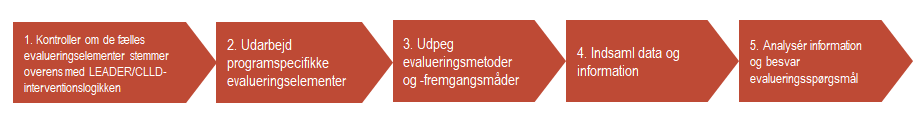 1. Kontroller om de fælles
evalueringselementer stemmer
overens med LEADER/CLLD-
interventionslogikken
2. Udarbejd
programspecifikke
evalueringselementer
3. Udpeg
evalueringsmetoder
og -fremgangsmåder
4. Indsaml data og
information
5. Analysér information
og besvar
evalueringsspørgsmål